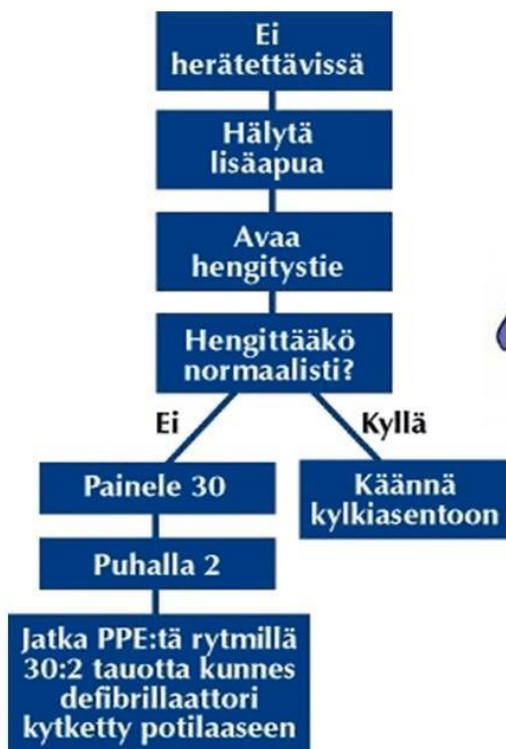 Ei
herätettävissä
Hälytä
lisäapua
Avaa
hengitystie
Hengittääkö
normaalisti?
Ei
Kyllä
Painele 30
Käännä
kylkiasentoon
Puhalla 2
Jatka PPE:tä rytmillä
30:2 tauotta kunnes
defibrillaattori
kytketty potilaaseen